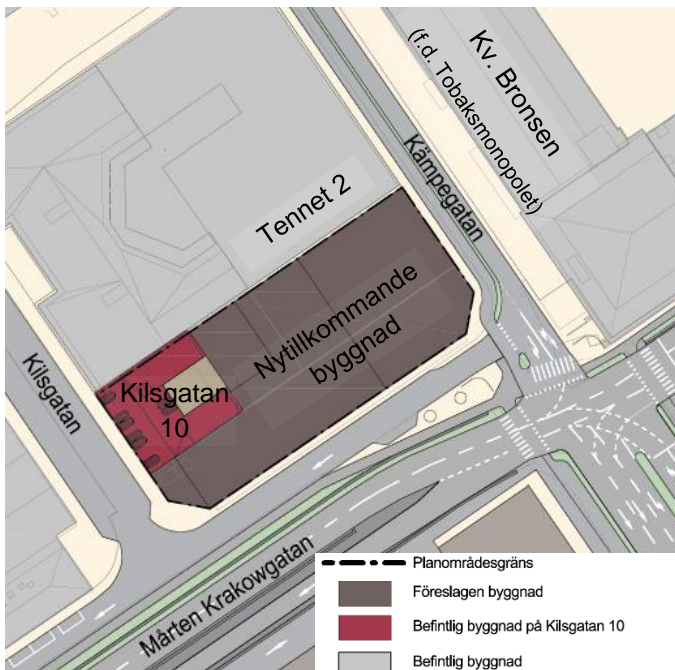 Kv. Bronsen
(f.d. Tobaksmonopolet)
Kämpegatan
Tennet 2
Nytillkommande
byggnad
Kilsgatan
Kilsgatan
10
Mårten Krakowgatan
Planområdesgräns
Föreslagen byggnad
Befintlig byggnad på Kilsgatan 10
Befintlig byggnad